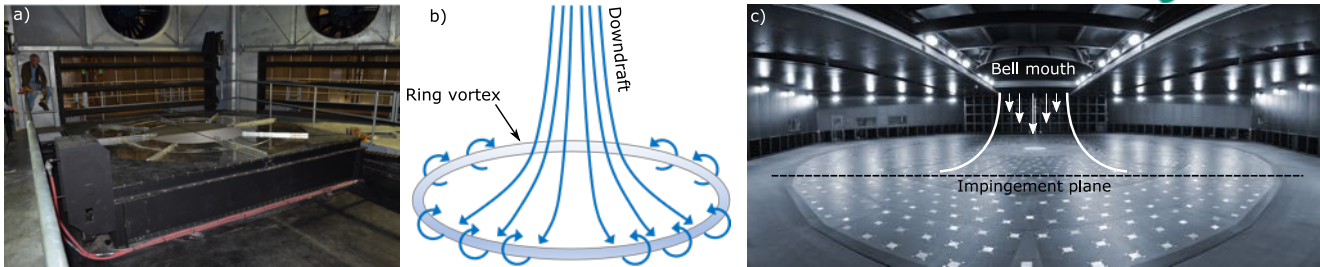 a)
b)
Downdraft
Ring vortex
c)
Bell mouth
Impingement plane